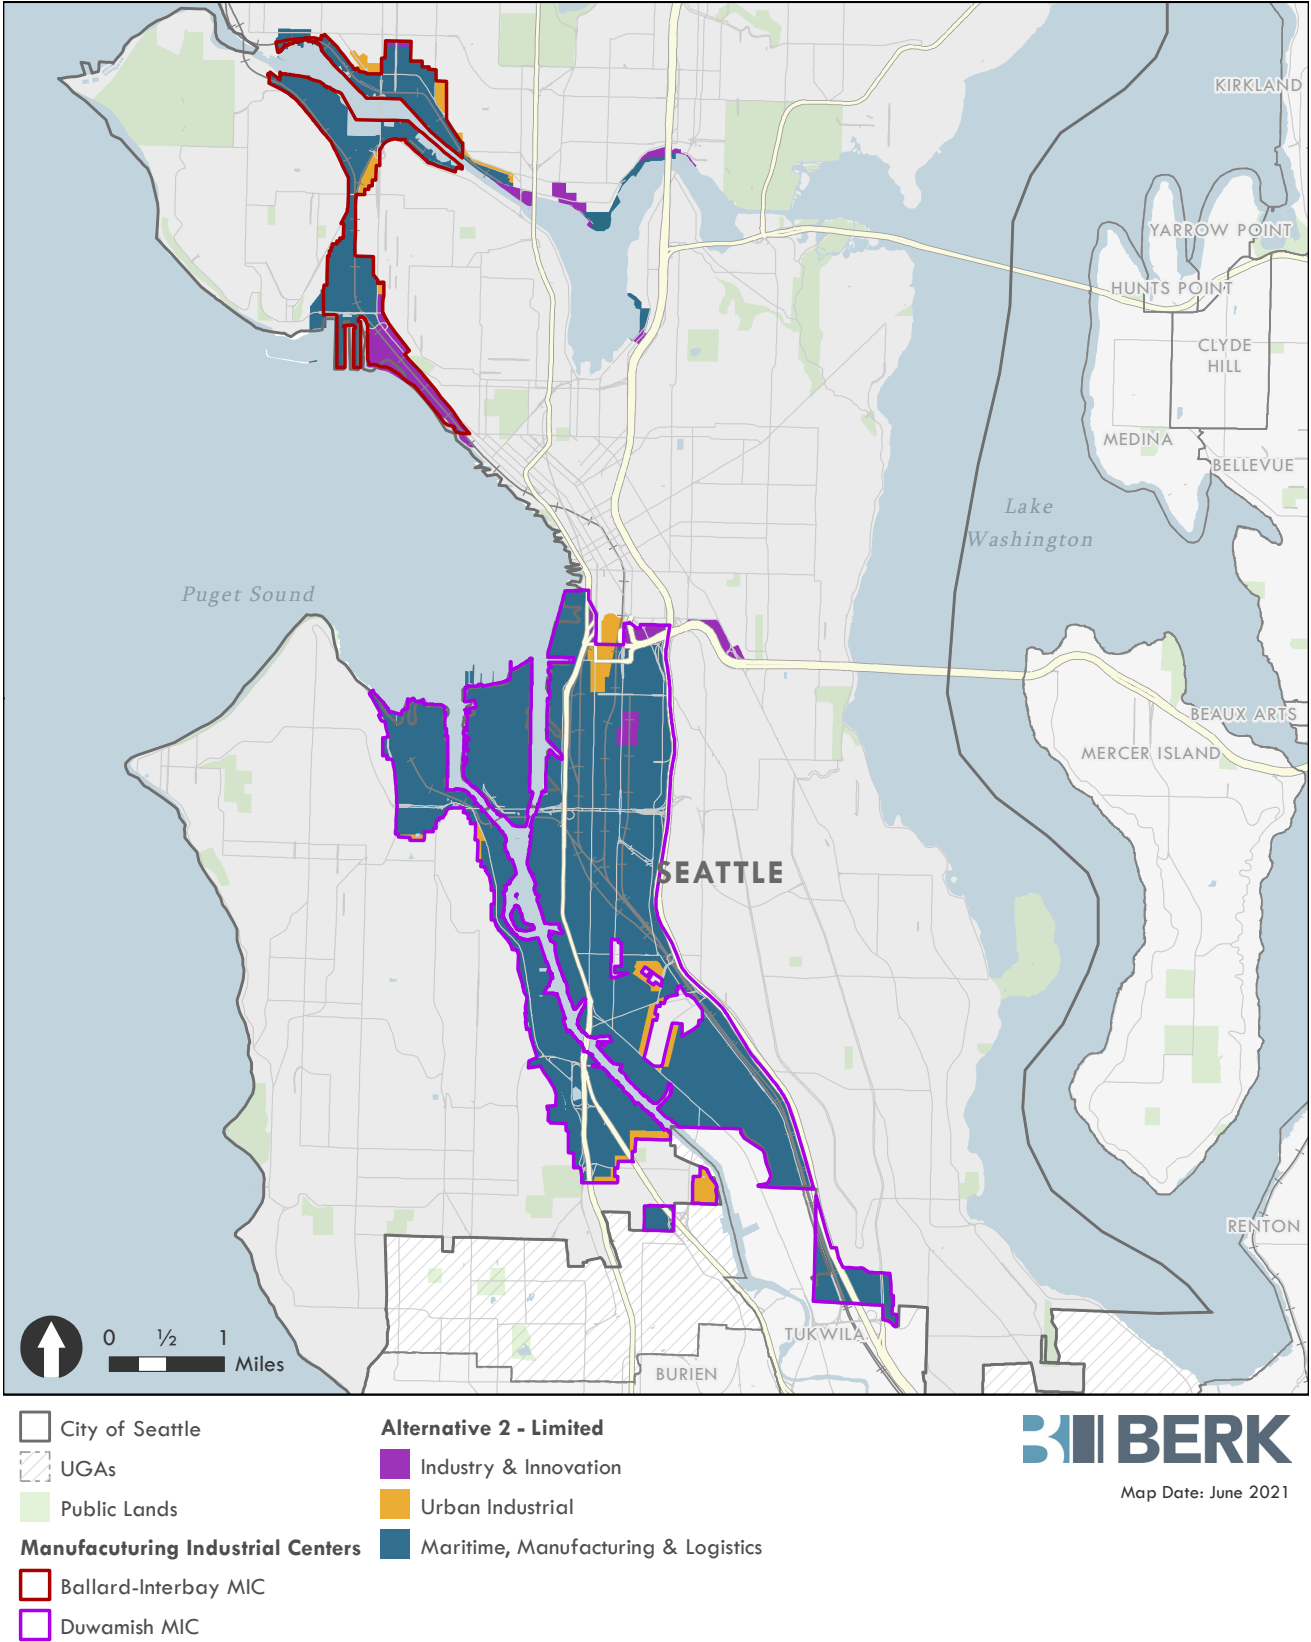 KIRKLAND
YARROW POINT
HUNTS POINT
CLYDE
HILL
MEDINA
BELLEVUE
Lake
Washington
Puget Sound
BEAUX ARTS
MERCER ISLAND
SEATTLE
RENTON
TUKWILA
BURIEN
0 ½ 1
Miles
City of Seattle
UGAs
Public Lands
Manufacuturing Industrial Centers
Ballard-Interbay MIC
Duwamish MIC
Alternative 2 - Limited
Industry & Innovation
Urban Industrial
Maritime, Manufacturing & Logistics
BERK
Map Date: June 2021